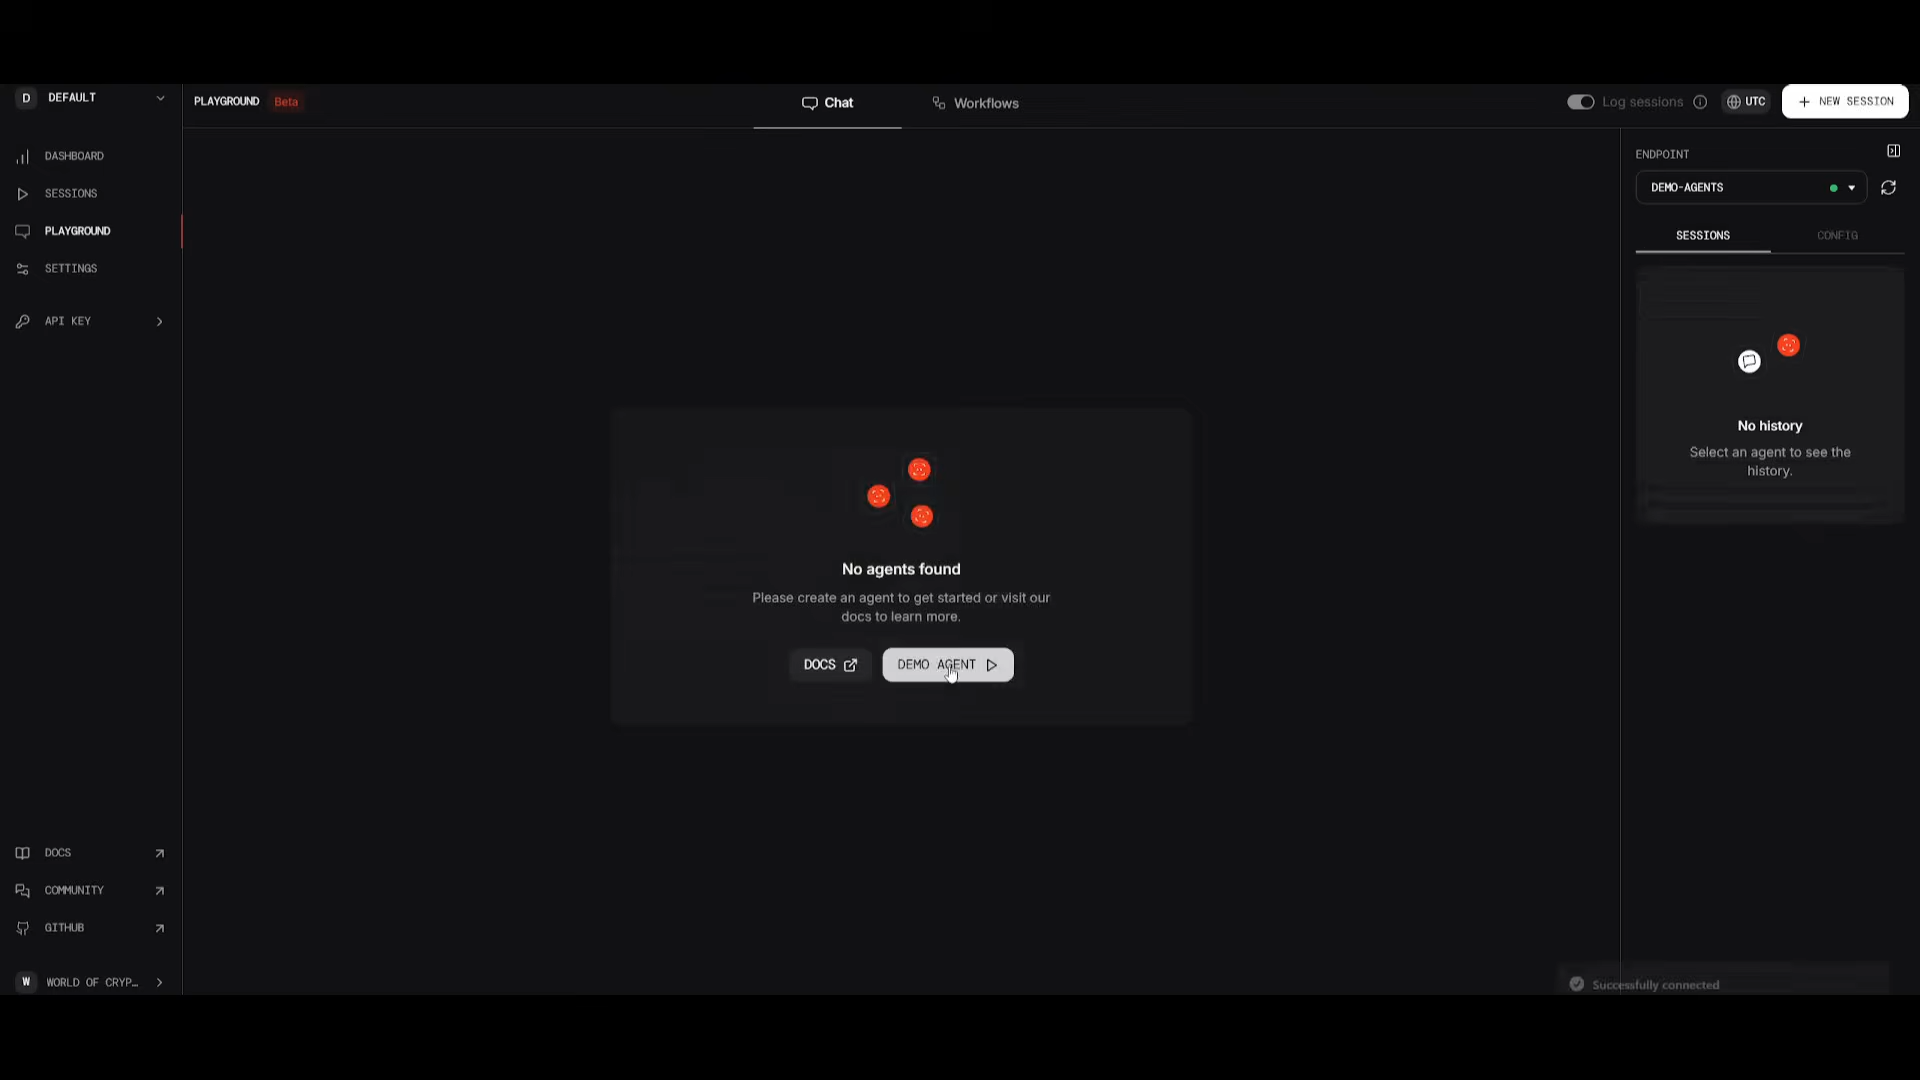 D DEFAULT
DASHBOARD
SESSIONS
PLAYGROUND
SETTINGS
API KEY
DOCS
COMMUNITY
GITHUB
W WORLD OF CRYP…
PLAYGROUND Beta
Chat
Workflows
Log sessions
UTC
+ NEW SESSION
No agents found
Please create an agent to get started or visit our
docs to learn more.
DOCS
DEMO AGENT
ENDPOINT
DEMO-AGENTS
SESSIONS
CONFIG
No history
Select an agent to see the
history.
Successfully connected